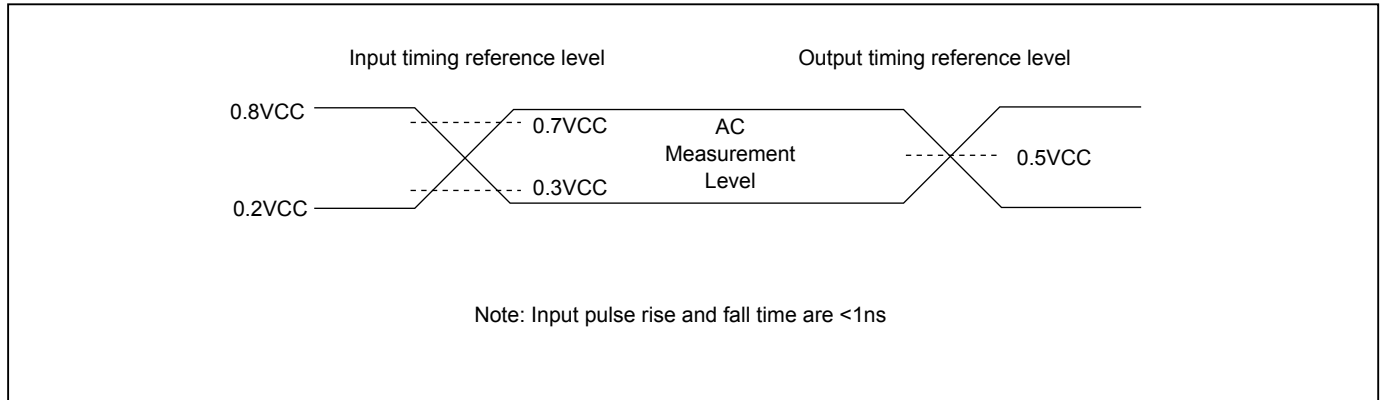 Input timing reference level
Output timing reference level
0.8VCC
0.7VCC
AC
Measurement
Level
0.5VCC
0.3VCC
0.2VCC
Note: Input pulse rise and fall time are <1ns